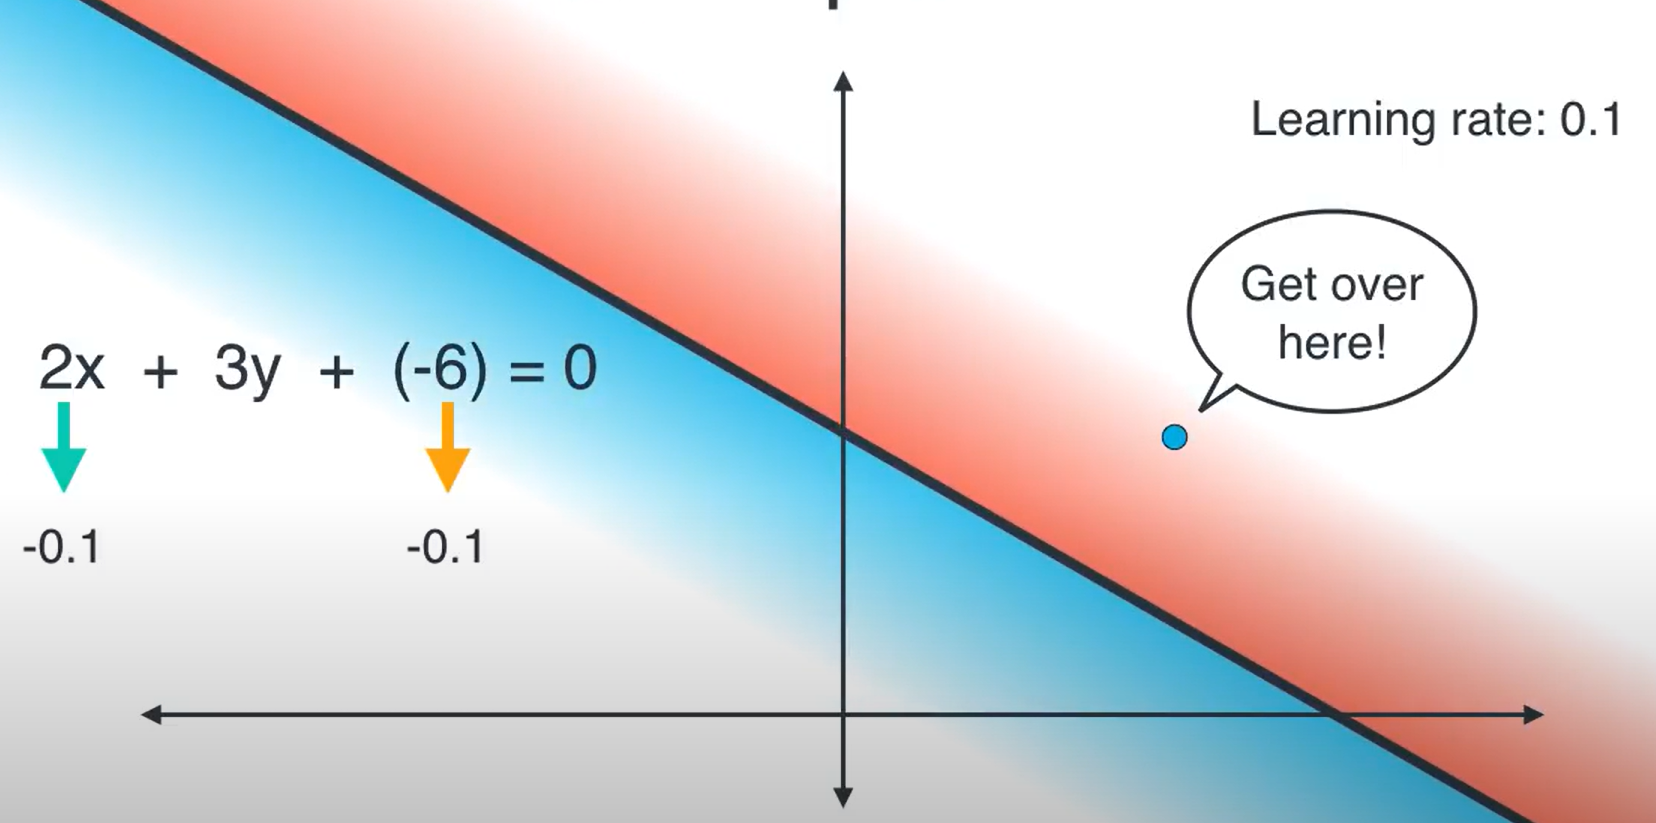 Learning rate: 0.1
Get over
here!
2x + 3y + (-6) = 0
-0.1 -0.1